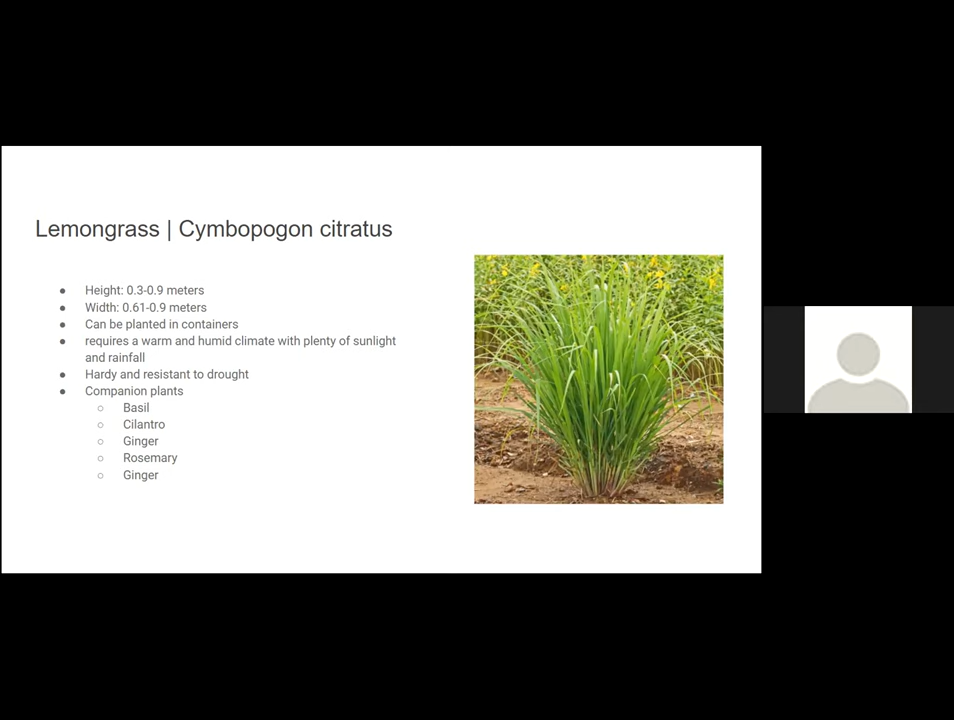 Lemongrass | Cymbopogon citratus
● Height: 0.3-0.9 meters
● Width: 0.61-0.9 meters
● Can be planted in containers
● requires a warm and humid climate with plenty of sunlight
and rainfall
● Hardy and resistant to drought
● Companion plants
○ Basil
○ Cilantro
○ Ginger
○ Rosemary
○ Ginger